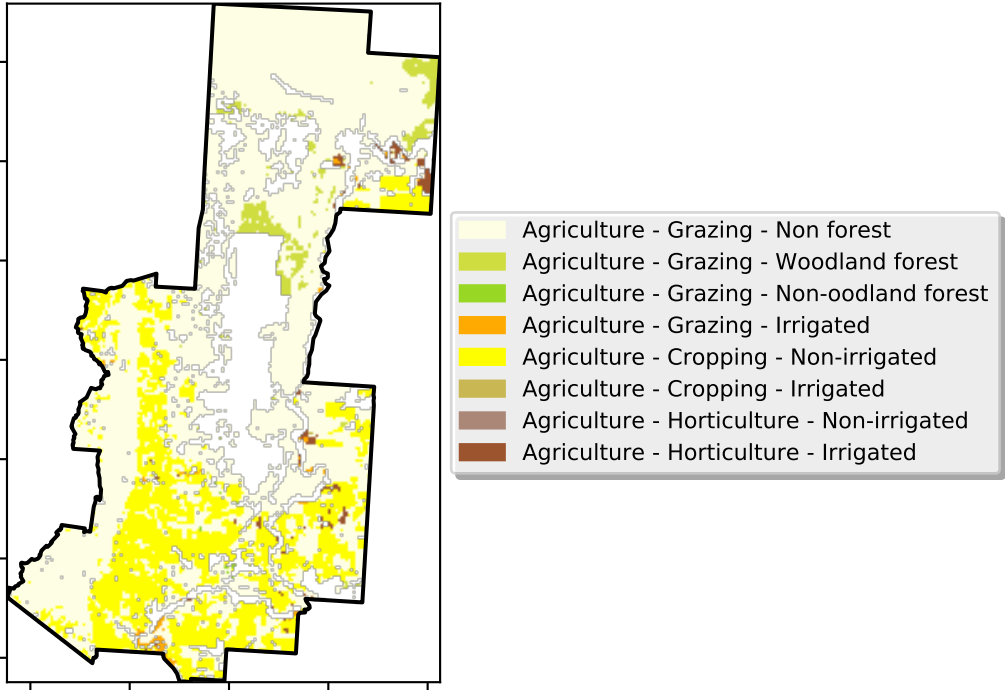 Agriculture - Grazing - Non forest
Agriculture - Grazing - Woodland forest
Agriculture - Grazing - Non-oodland forest
Agriculture - Grazing - Irrigated
Agriculture - Cropping - Non-irrigated
Agriculture - Cropping - Irrigated
Agriculture - Horticulture - Non-irrigated
Agriculture - Horticulture - Irrigated